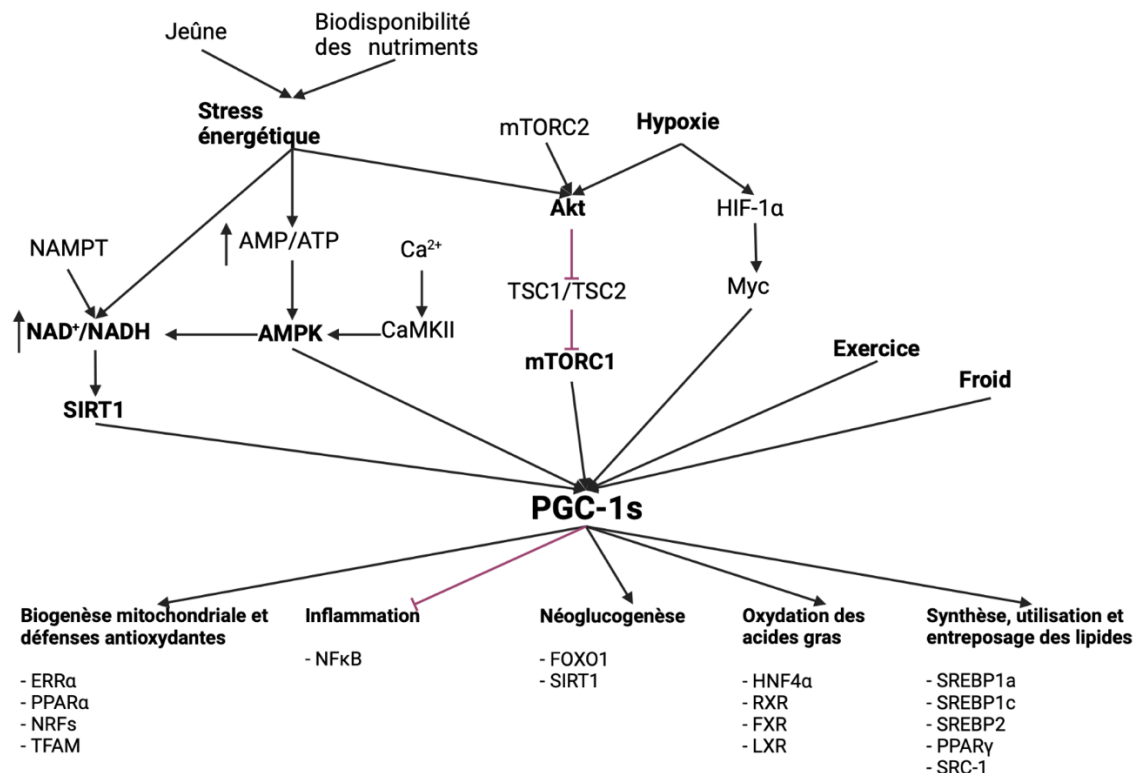 Jeûne
Biodisponibilité
des nutriments
Stress
énergétique
mTORC2
Hypoxie
Akt
HIF-1α
NAMPT
AMP/ATP
Ca²⁺
TSC1/TSC2
Myc
NAD⁺/NADH
AMPK
CaMKII
mTORC1
Exercice
Froid
SIRT1
PGC-1s
Biogenèse mitochondriale et
défenses antioxydantes
- ERRα
- PPARα
- NRFs
- TFAM
Inflammation
- NFκB
Néoglucogenèse
- FOXO1
- SIRT1
Oxydation des
acides gras
- HNF4α
- RXR
- FXR
- LXR
Synthèse, utilisation et
entreposage des lipides
- SREBP1a
- SREBP1c
- SREBP2
- PPARγ
- SRC-1